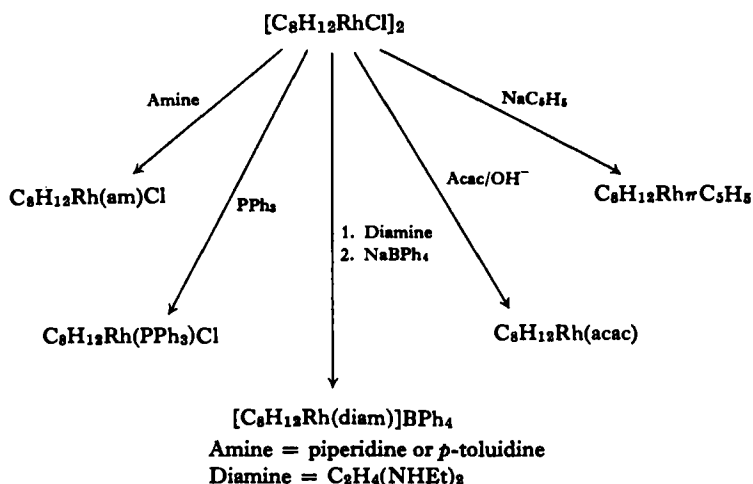 [C₈H₁₂RhCl]₂
Amine
NaC₅H₅
Acac/OH⁻
C₈H₁₂Rh(am)Cl
PPh₃
C₈H₁₂RhπC₅H₅
1. Diamine
2. NaBPh₄
C₈H₁₂Rh(PPh₃)Cl
C₈H₁₂Rh(acac)
[C₈H₁₂Rh(diam)]BPh₄
Amine = piperidine or p-toluidine
Diamine = C₂H₄(NHEt)₂